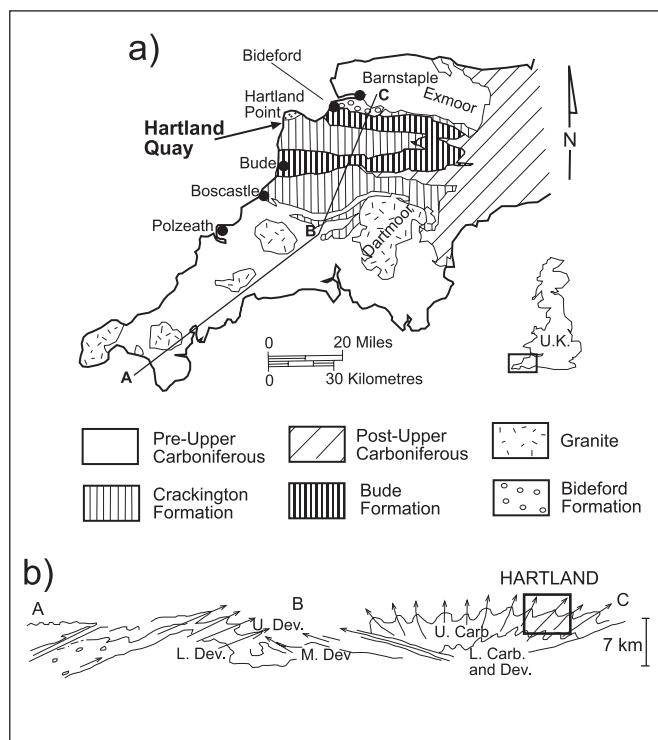 a)
Bideford
Barnstaple
C
Exmoor
Hartland
Point
Hartland
Quay
N
Bude
Boscastle
Dartmoor
Polzeath
B
U.K.
A
0 20 Miles
0 30 Kilometres
Pre-Upper
Carboniferous
Post-Upper
Carboniferous
Granite
Crackington
Formation
Bude
Formation
Bideford
Formation
b)
HARTLAND
A
B
C
U. Dev.
U. Carb.
7 km
L. Dev.
M. Dev
L. Carb.
and Dev.